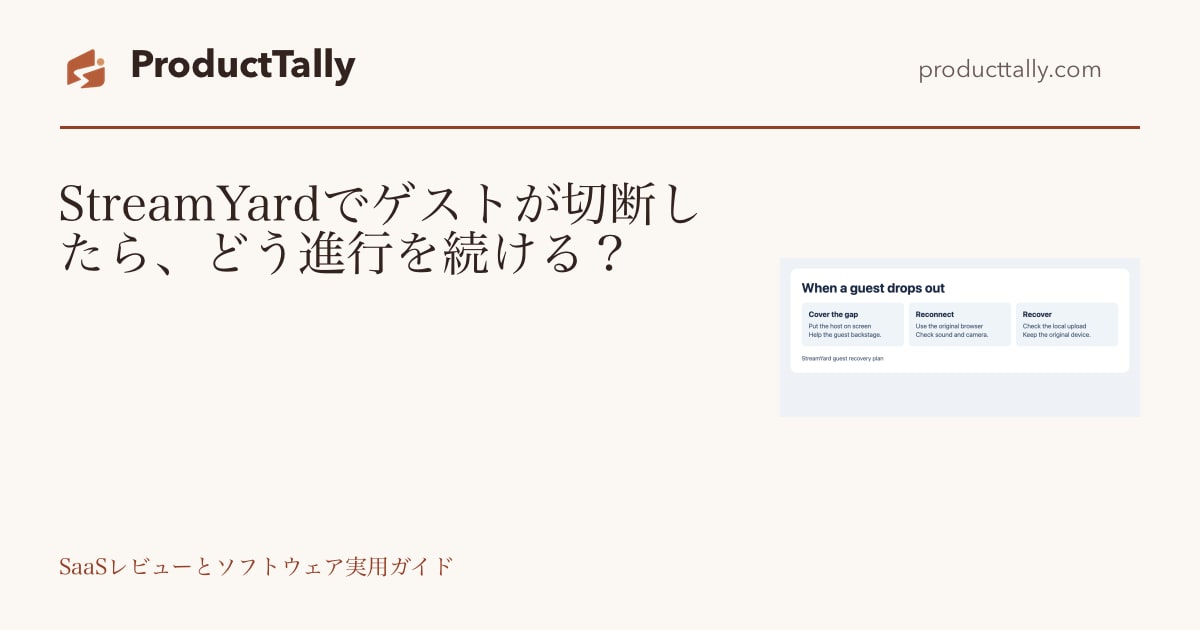 ProductTally
producttally.com
StreamYardでゲストが切断し
たら、どう進行を続ける？
When a guest drops out
Cover the gap
Put the host on screen
Help the guest backstage.
Reconnect
Use the original browser
Check sound and camera.
Recover
Check the local upload
Keep the original device.
StreamYard guest recovery plan
SaaSレビューとソフトウェア実用ガイド